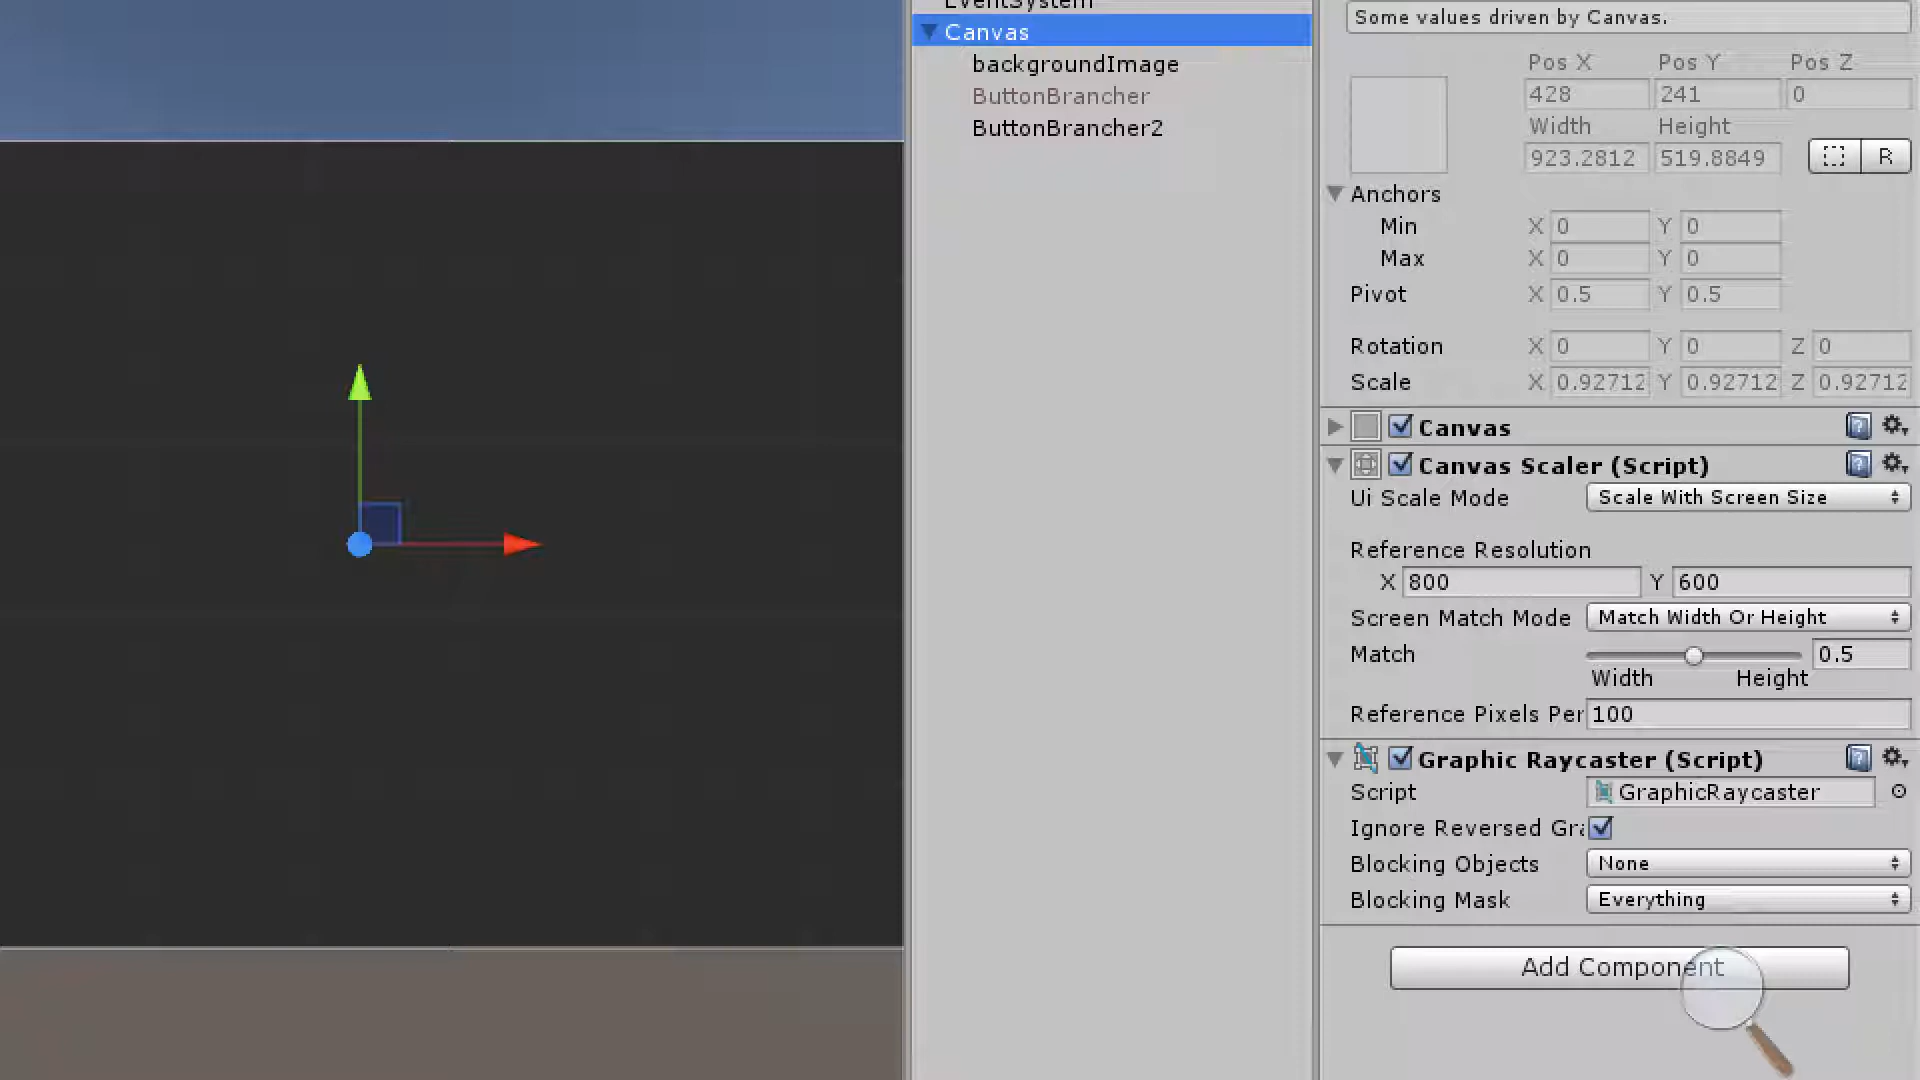 EventSystem
Canvas
backgroundImage
ButtonBrancher
ButtonBrancher2
Some values driven by Canvas.
Pos X Pos Y Pos Z
428 241 0
Width Height
923.2812 519.8849
R
Anchors
Min X 0 Y 0
Max X 0 Y 0
Pivot X 0.5 Y 0.5
Rotation X 0 Y 0 Z 0
Scale X 0.92712 Y 0.92712 Z 0.92712
Canvas
Canvas Scaler (Script)
Ui Scale Mode Scale With Screen Size
Reference Resolution
X 800 Y 600
Screen Match Mode Match Width Or Height
Match 0.5
Width Height
Reference Pixels Per 100
Graphic Raycaster (Script)
Script GraphicRaycaster
Ignore Reversed Gra
Blocking Objects None
Blocking Mask Everything
Add Component